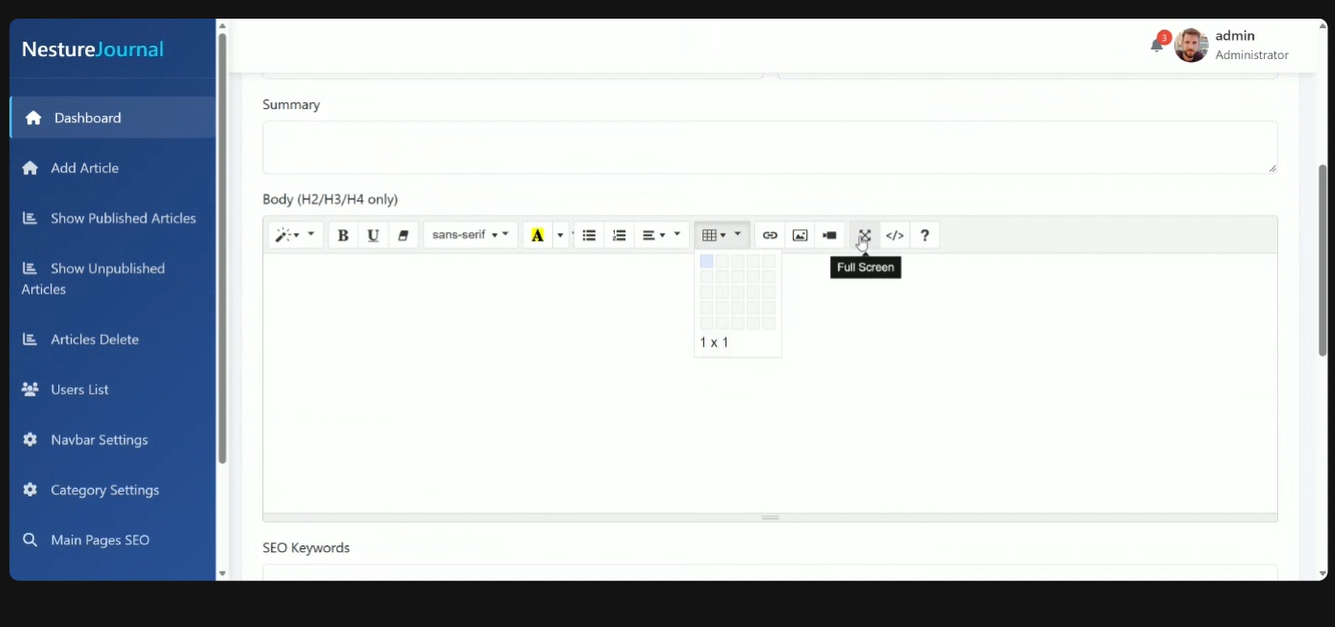 NestureJournal
3
admin
Administrator
Dashboard
Add Article
Show Published Articles
Show Unpublished
Articles
Articles Delete
Users List
Navbar Settings
Category Settings
Main Pages SEO
Summary
Body (H2/H3/H4 only)
B U sans-serif A </> ?
Full Screen
1 x 1
SEO Keywords